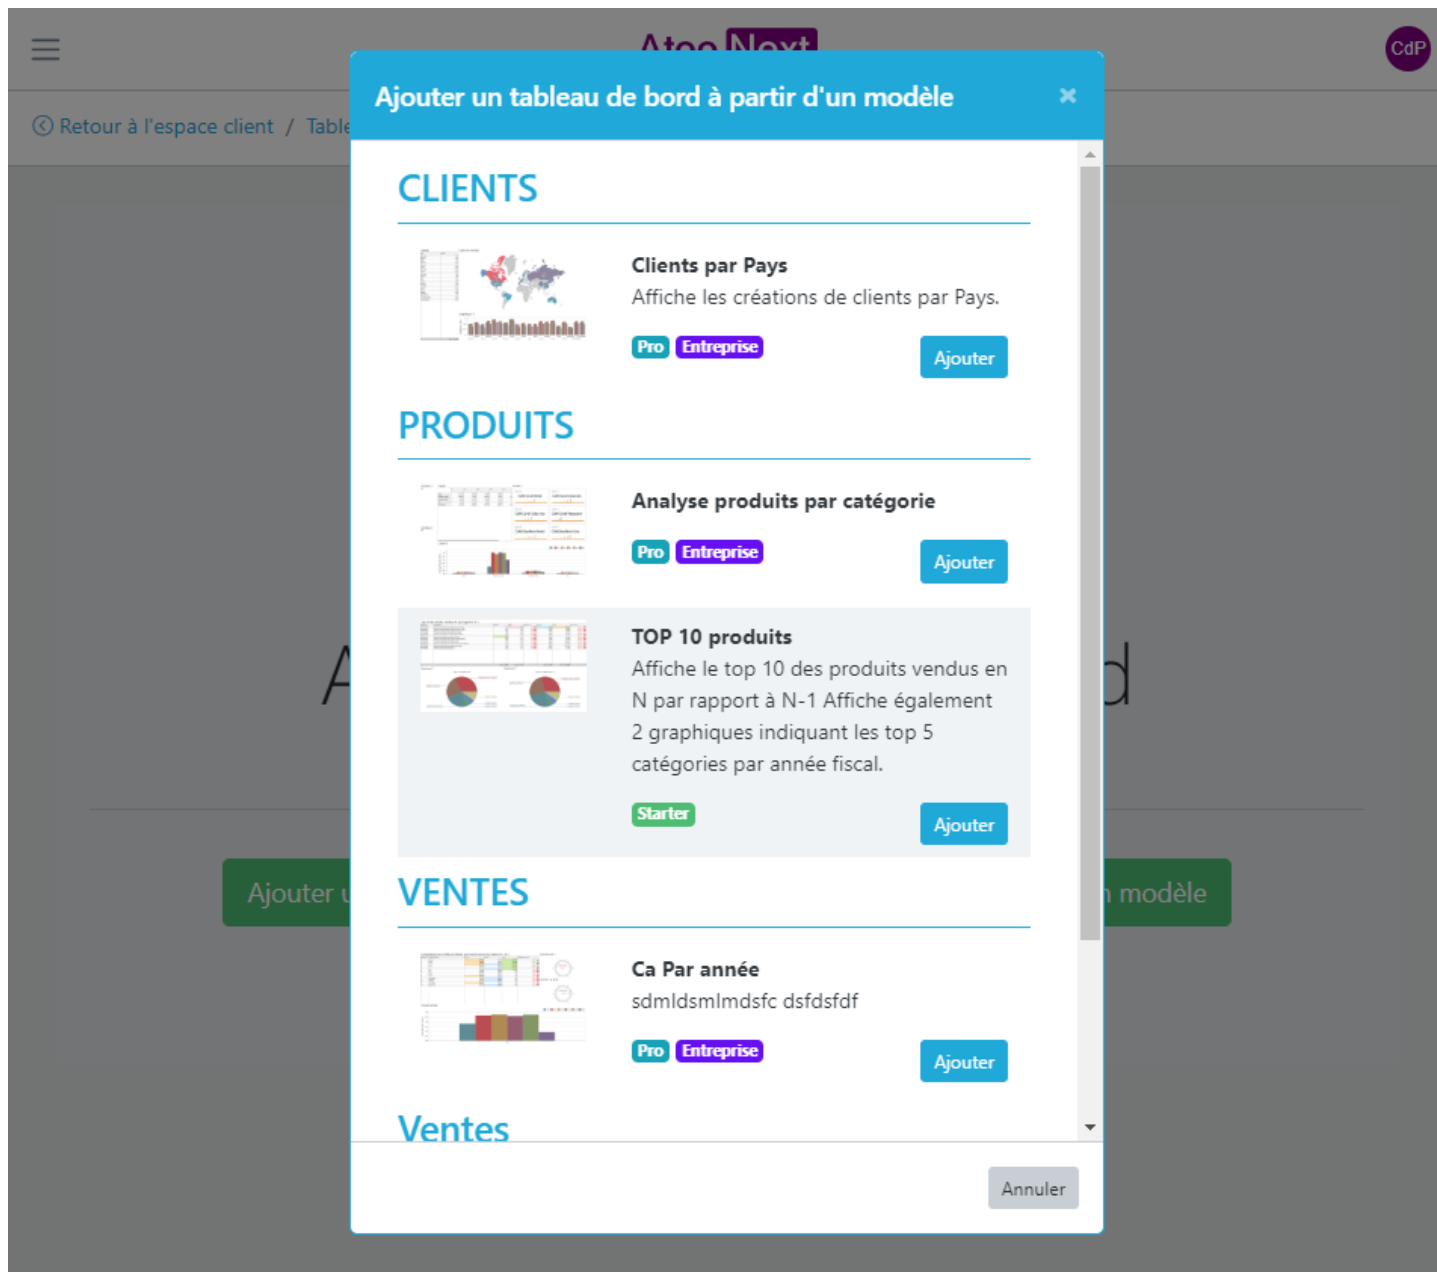 Atoo Next
CdP
Ajouter un tableau de bord à partir d'un modèle
×
Retour à l'espace client / Table
CLIENTS
Clients par Pays
Affiche les créations de clients par Pays.
Pro Entreprise
Ajouter
PRODUITS
Analyse produits par catégorie
Pro Entreprise
Ajouter
TOP 10 produits
Affiche le top 10 des produits vendus en
N par rapport à N-1 Affiche également
2 graphiques indiquant les top 5
catégories par année fiscal.
Starter
Ajouter
A
d
Ajouter u
n modèle
VENTES
Ca Par année
sdmldsmlmdsfc dsfdsfdf
Pro Entreprise
Ajouter
Ventes
Annuler